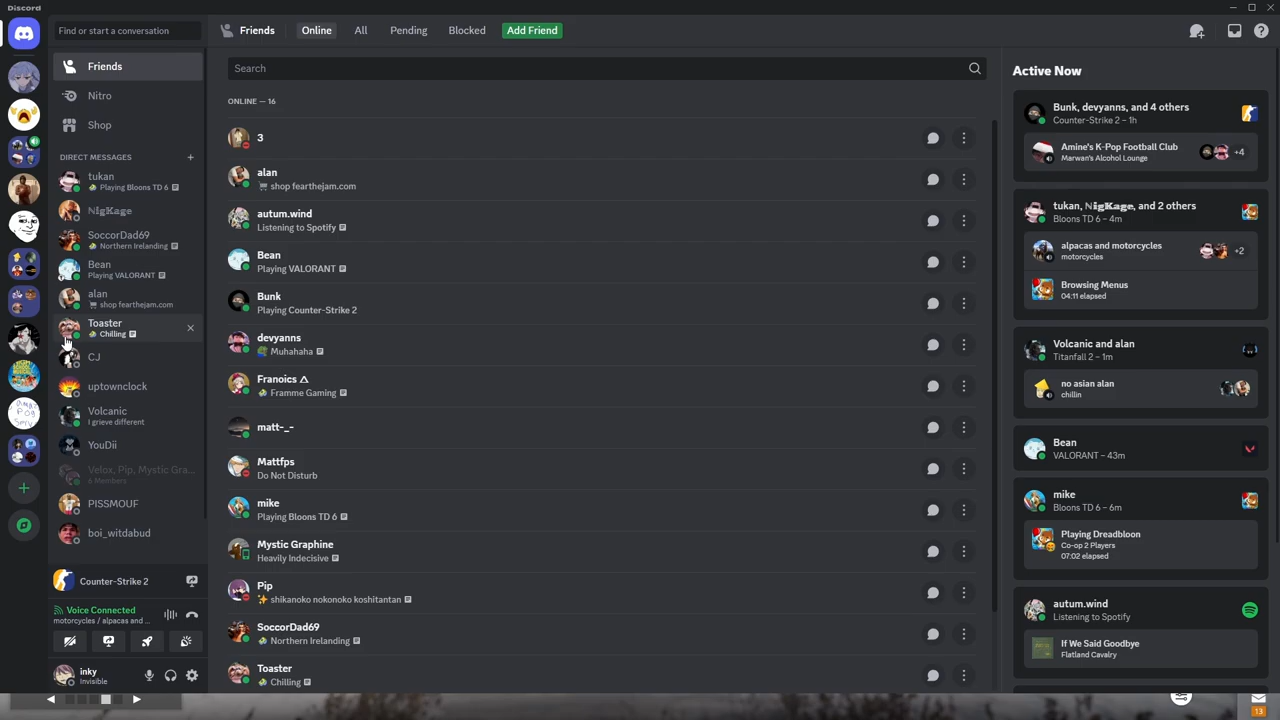 Discord
Find or start a conversation
Friends
Online
All
Pending
Blocked
Add Friend
Friends
Nitro
Shop
DIRECT MESSAGES
tukan
Playing Bloons TD 6
ℕ𝕚𝕘𝕂𝕒𝕘𝕖
SoccorDad69
Northern Irelanding
Bean
Playing VALORANT
alan
shop fearthejam.com
Toaster
Chilling
CJ
uptownclock
Volcanic
I grieve different
YouDii
Velox, Pip, Mystic Gra...
6 Members
PISSMOUF
boi_witdabud
Counter-Strike 2
Voice Connected
motorcycles / alpacas and ...
inky
Invisible
Search
ONLINE — 16
3
alan
shop fearthejam.com
autum.wind
Listening to Spotify
Bean
Playing VALORANT
Bunk
Playing Counter-Strike 2
devyanns
Muhahaha
Franoics △
Framme Gaming
matt-_-
Mattfps
Do Not Disturb
mike
Playing Bloons TD 6
Mystic Graphine
Heavily Indecisive
Pip
✨ shikanoko nokonoko koshitantan
SoccorDad69
Northern Irelanding
Toaster
Chilling
Active Now
Bunk, devyanns, and 4 others
Counter-Strike 2 – 1h
Amine's K-Pop Football Club
Marwan's Alcohol Lounge
+4
tukan, ℕ𝕚𝕘𝕂𝕒𝕘𝕖, and 2 others
Bloons TD 6 – 4m
alpacas and motorcycles
motorcycles
+2
Browsing Menus
04:11 elapsed
Volcanic and alan
Titanfall 2 – 1m
no asian alan
chillin
Bean
VALORANT – 43m
mike
Bloons TD 6 – 6m
Playing Dreadbloon
Co-op 2 Players
07:02 elapsed
autum.wind
Listening to Spotify
If We Said Goodbye
Flatland Cavalry
13